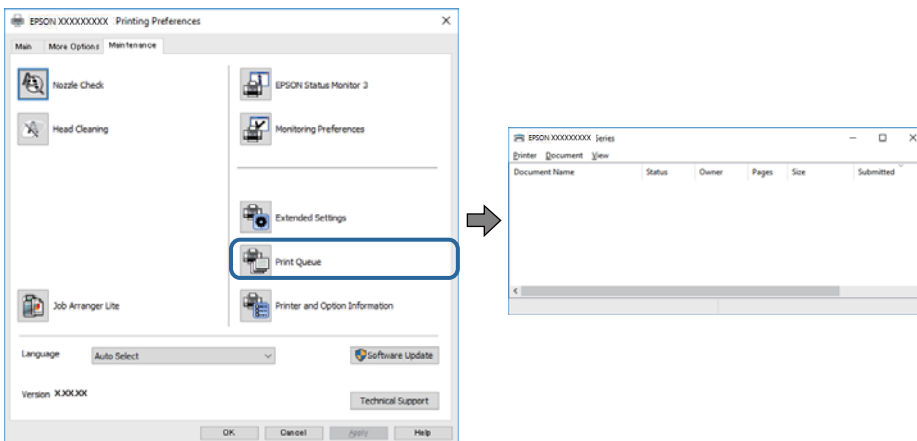 EPSON XXXXXXXXX Printing Preferences
Main More Options Maintenance
Nozzle Check
EPSON Status Monitor 3
Head Cleaning
Monitoring Preferences
Extended Settings
Print Queue
Job Arranger Lite
Printer and Option Information
Language
Auto Select
Software Update
Version X.XX.XX
Technical Support
OK Cancel Apply Help
EPSON XXXXXXXXX Series
Printer Document View
Document Name Status Owner Pages Size Submitted